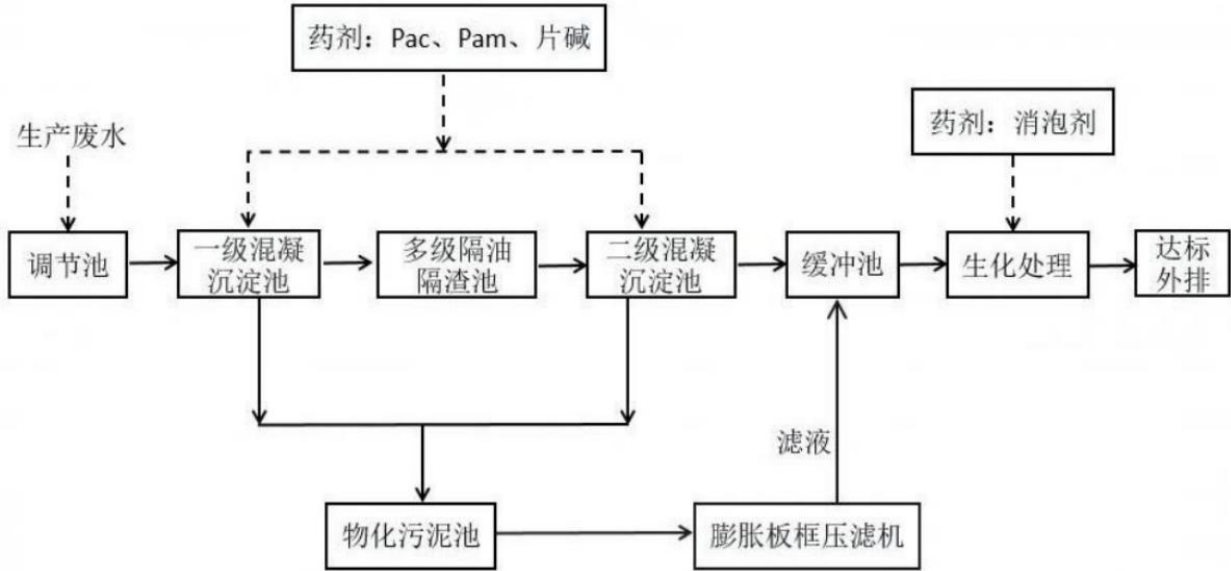 药剂：Pac、Pam、片碱
药剂：消泡剂
生产废水
调节池
一级混凝
沉淀池
多级隔油
隔渣池
二级混凝
沉淀池
缓冲池
生化处理
达标
外排
滤液
物化污泥池
膨胀板框压滤机